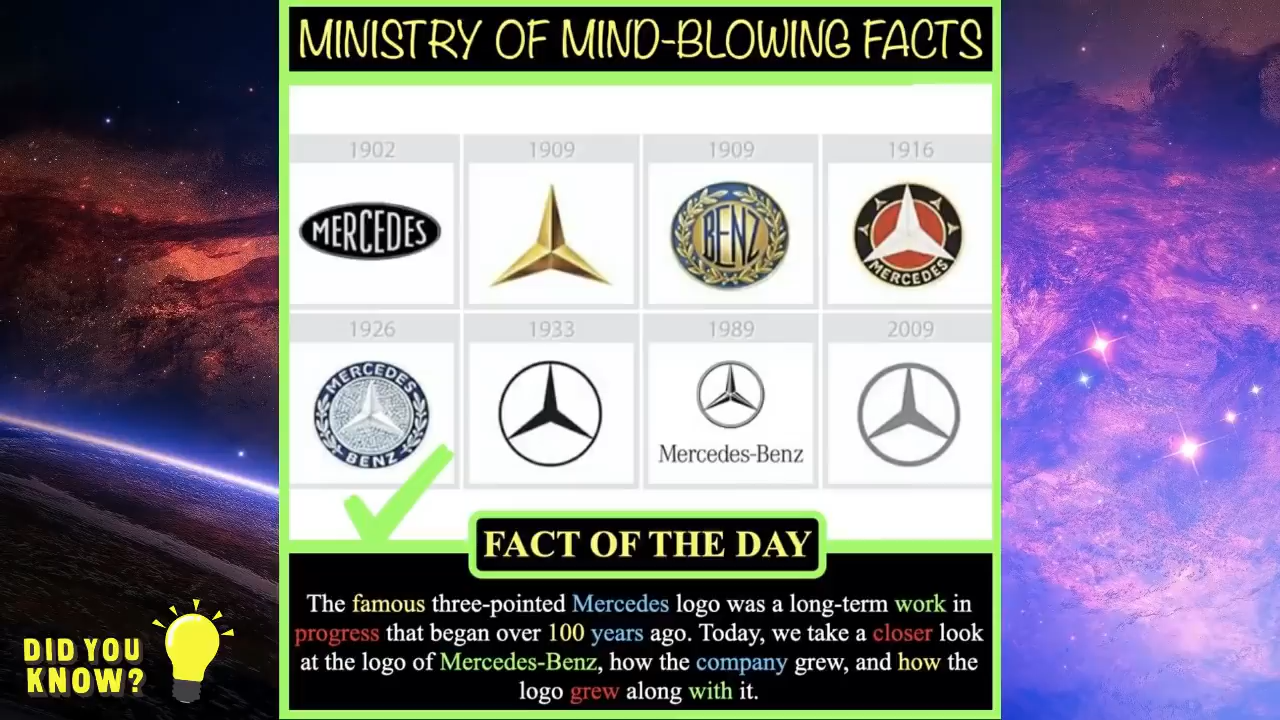 MINISTRY OF MIND-BLOWING FACTS
1902 1909 1909 1916
MERCEDES
BENZ
MERCEDES
1926 1933 1989 2009
MERCEDES
BENZ
Mercedes-Benz
FACT OF THE DAY
The famous three-pointed Mercedes logo was a long-term work in
progress that began over 100 years ago. Today, we take a closer look
at the logo of Mercedes-Benz, how the company grew, and how the
logo grew along with it.
DID YOU
KNOW?